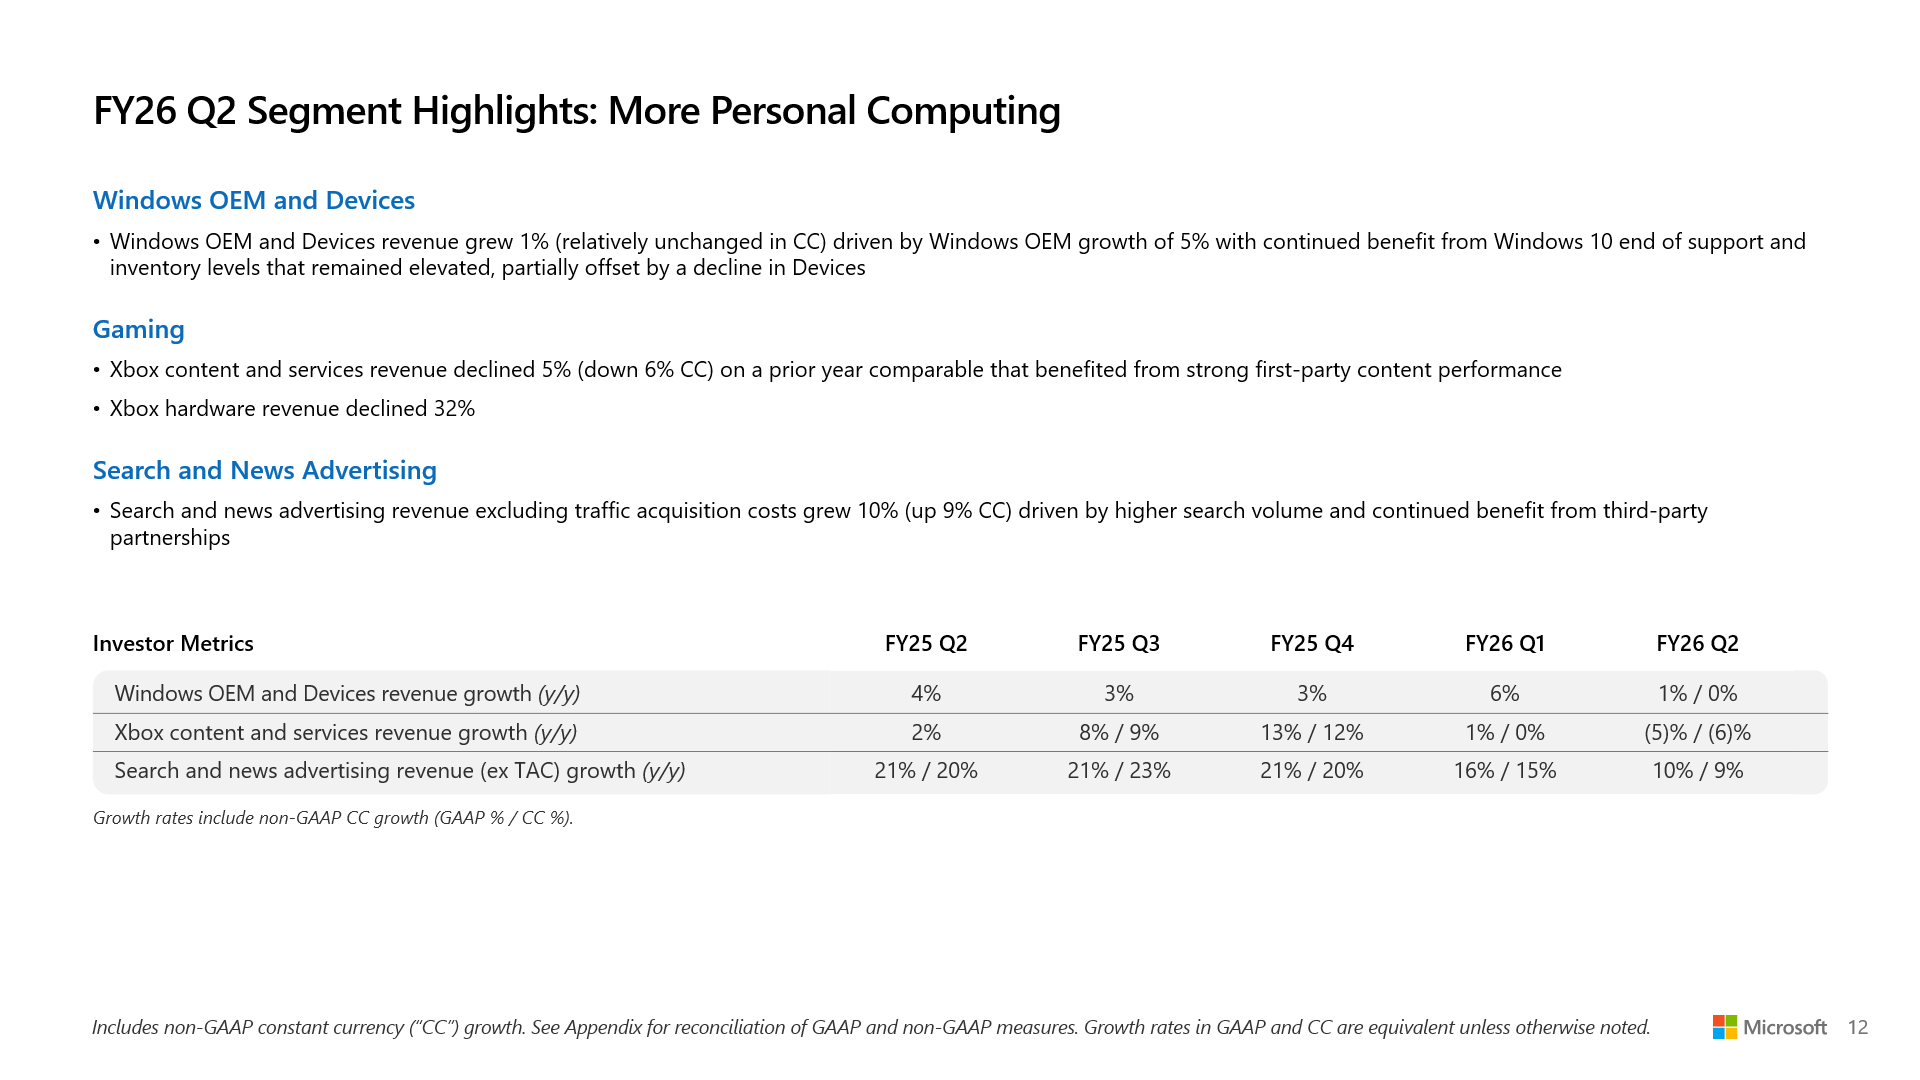 FY26 Q2 Segment Highlights: More Personal Computing
Windows OEM and Devices
• Windows OEM and Devices revenue grew 1% (relatively unchanged in CC) driven by Windows OEM growth of 5% with continued benefit from Windows 10 end of support and
inventory levels that remained elevated, partially offset by a decline in Devices
Gaming
• Xbox content and services revenue declined 5% (down 6% CC) on a prior year comparable that benefited from strong first-party content performance
• Xbox hardware revenue declined 32%
Search and News Advertising
• Search and news advertising revenue excluding traffic acquisition costs grew 10% (up 9% CC) driven by higher search volume and continued benefit from third-party
partnerships
Investor Metrics FY25 Q2 FY25 Q3 FY25 Q4 FY26 Q1 FY26 Q2
Windows OEM and Devices revenue growth (y/y) 4% 3% 3% 6% 1% / 0%
Xbox content and services revenue growth (y/y) 2% 8% / 9% 13% / 12% 1% / 0% (5)% / (6)%
Search and news advertising revenue (ex TAC) growth (y/y) 21% / 20% 21% / 23% 21% / 20% 16% / 15% 10% / 9%
Growth rates include non-GAAP CC growth (GAAP % / CC %).
Includes non-GAAP constant currency (“CC”) growth. See Appendix for reconciliation of GAAP and non-GAAP measures. Growth rates in GAAP and CC are equivalent unless otherwise noted.
Microsoft 12